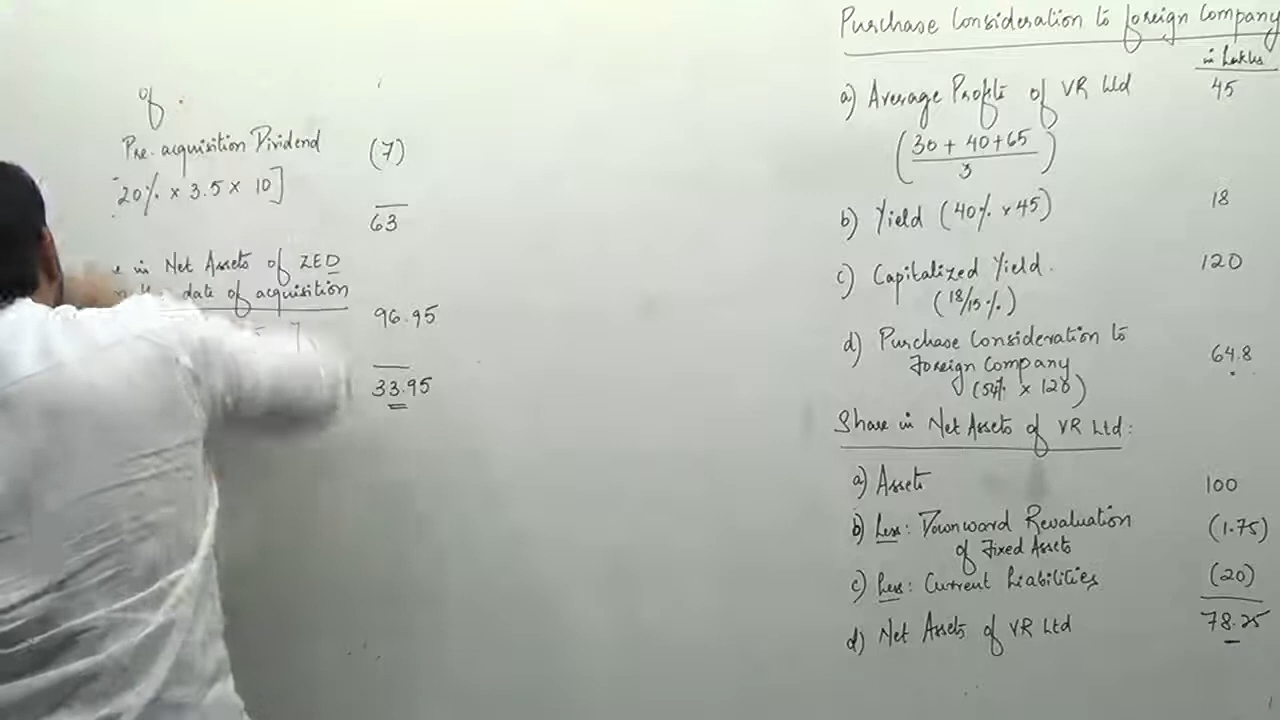 of
Pre-acquisition Dividend (7)
20% × 3.5 × 10]
63
in Net Assets of ZED
date of acquisition
96.95
33.95
Purchase Consideration to foreign Company
in Lakhs
a) Average Profits of VR Ltd 45
(30 + 40 + 65 / 3)
b) Yield (40% × 45) 18
c) Capitalized Yield. 120
(18/15%)
d) Purchase Consideration to
Foreign Company 64.8
(54% × 120)
Share in Net Assets of VR Ltd:
a) Assets 100
b) Less: Downward Revaluation (1.75)
of Fixed Assets
c) Less: Current Liabilities (20)
d) Net Assets of VR Ltd 78.25